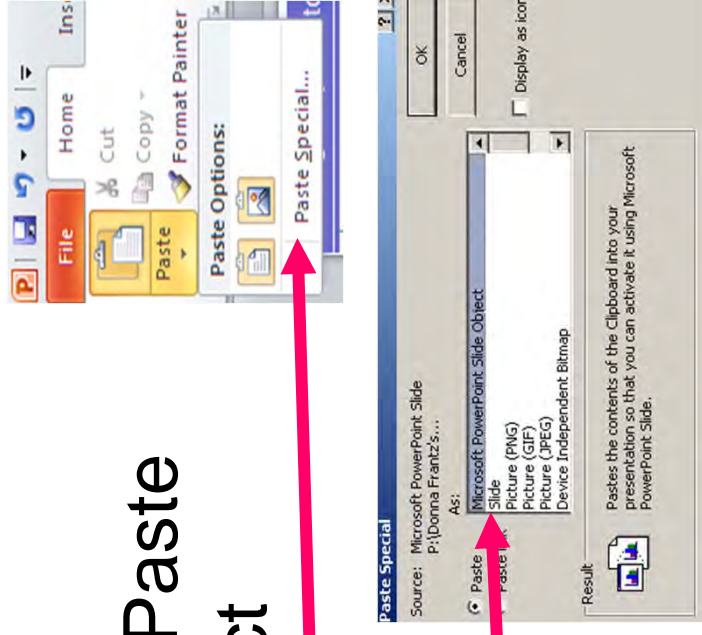 Paste
ct
File
Home
Ins
Paste
Cut
Copy
Format Painter
Paste Options:
Paste Special...
to
Paste Special
Source: Microsoft PowerPoint Slide
P:\Donna Frantz's...
As:
Paste
Paste
Microsoft PowerPoint Slide Object
Slide
Picture (PNG)
Picture (GIF)
Picture (JPEG)
Device Independent Bitmap
OK
Cancel
Display as icon
Result
Pastes the contents of the Clipboard into your
presentation so that you can activate it using Microsoft
PowerPoint Slide.